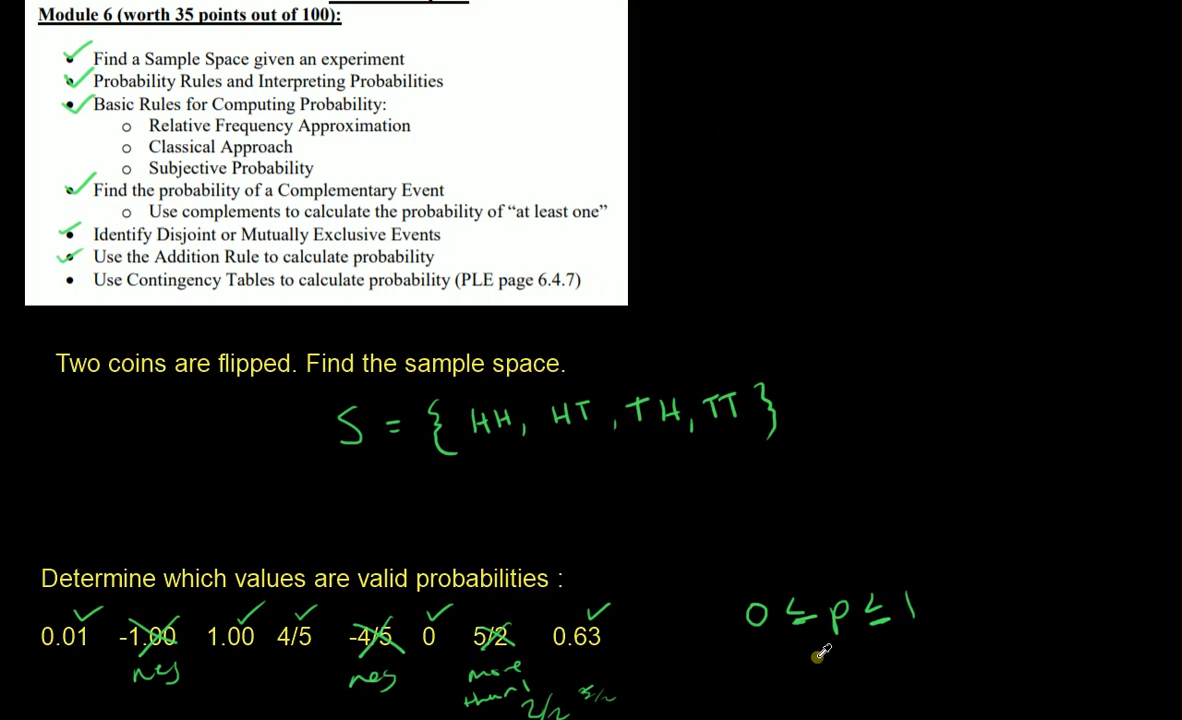 Module 6 (worth 35 points out of 100):
• Find a Sample Space given an experiment
• Probability Rules and Interpreting Probabilities
• Basic Rules for Computing Probability:
o Relative Frequency Approximation
o Classical Approach
o Subjective Probability
• Find the probability of a Complementary Event
o Use complements to calculate the probability of “at least one”
• Identify Disjoint or Mutually Exclusive Events
• Use the Addition Rule to calculate probability
• Use Contingency Tables to calculate probability (PLE page 6.4.7)
Two coins are flipped. Find the sample space.
S = { HH, HT, TH, TT }
Determine which values are valid probabilities :
0.01 -1.00 1.00 4/5 -4/5 0 5/2 0.63
0 ≤ p ≤ 1
neg neg more
than 1
2/2